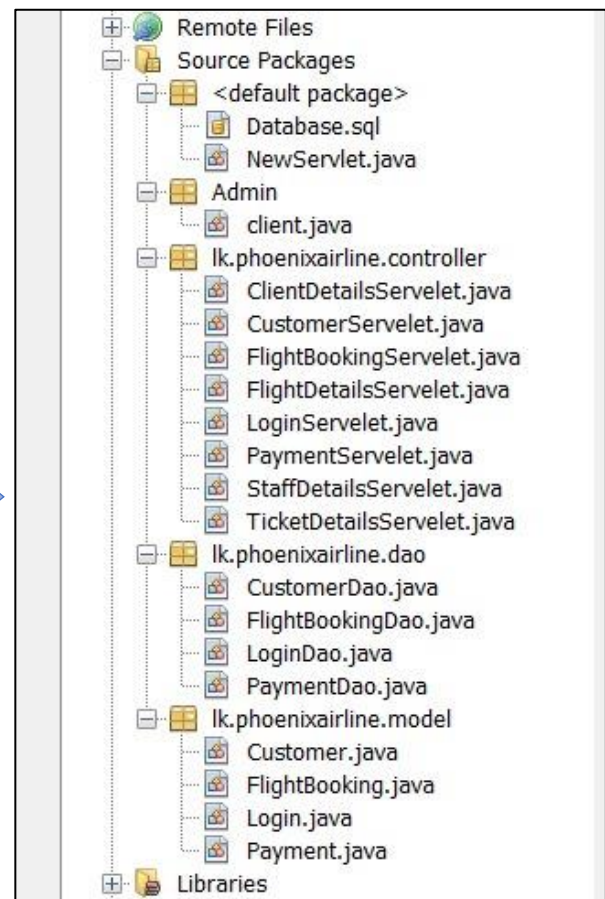 Remote Files
Source Packages
<default package>
Database.sql
NewServlet.java
Admin
client.java
lk.phoenixairline.controller
ClientDetailsServelet.java
CustomerServelet.java
FlightBookingServelet.java
FlightDetailsServelet.java
LoginServelet.java
PaymentServelet.java
StaffDetailsServelet.java
TicketDetailsServelet.java
lk.phoenixairline.dao
CustomerDao.java
FlightBookingDao.java
LoginDao.java
PaymentDao.java
lk.phoenixairline.model
Customer.java
FlightBooking.java
Login.java
Payment.java
Libraries